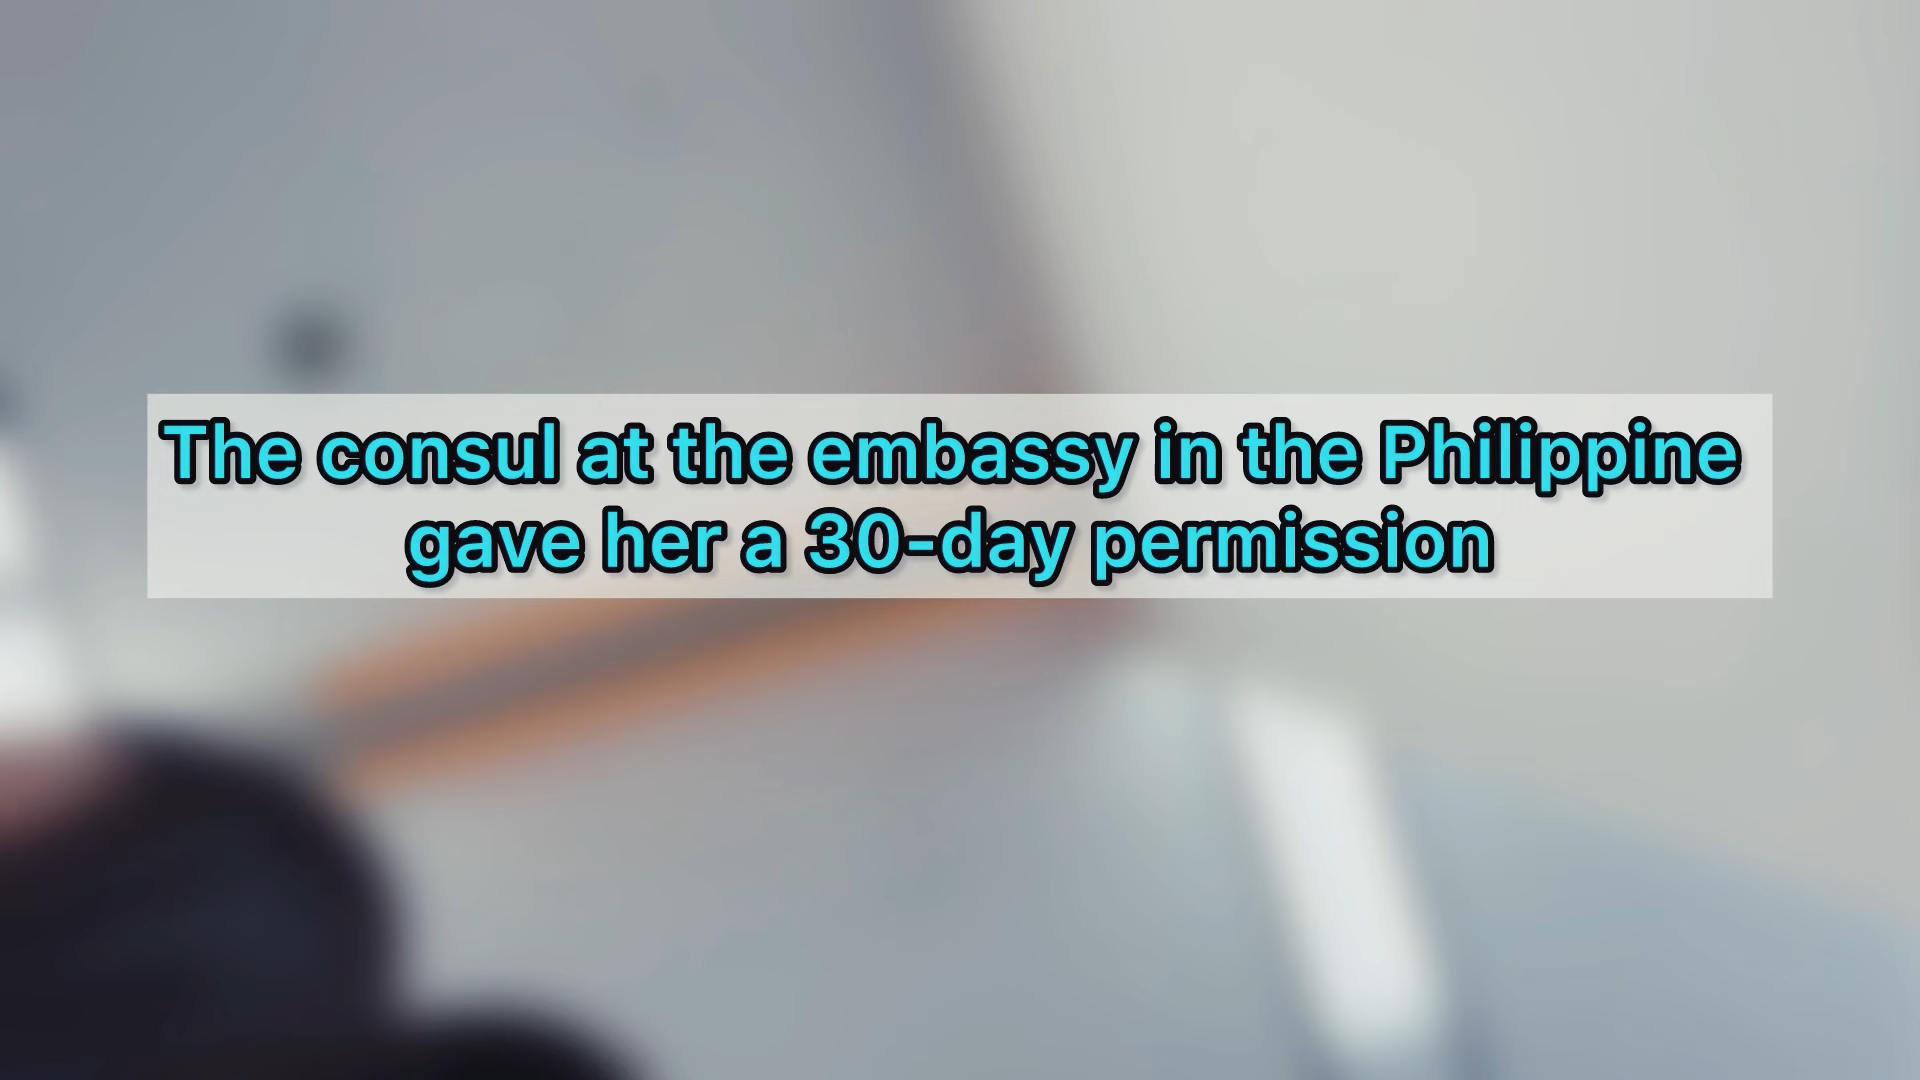 The consul at the embassy in the Philippine
gave her a 30-day permission